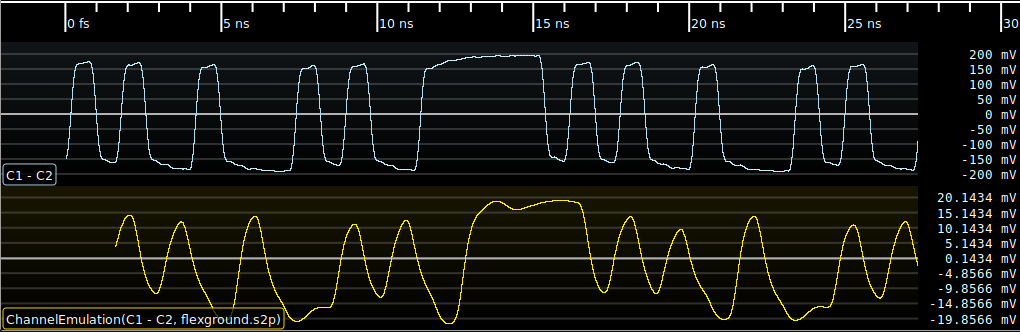 0 fs 5 ns 10 ns 15 ns 20 ns 25 ns 30
200 mV
150 mV
100 mV
50 mV
0 mV
-50 mV
-100 mV
-150 mV
-200 mV
C1 - C2
20.1434 mV
15.1434 mV
10.1434 mV
5.1434 mV
0.1434 mV
-4.8566 mV
-9.8566 mV
-14.8566 mV
-19.8566 mV
ChannelEmulation(C1 - C2, flexground.s2p)